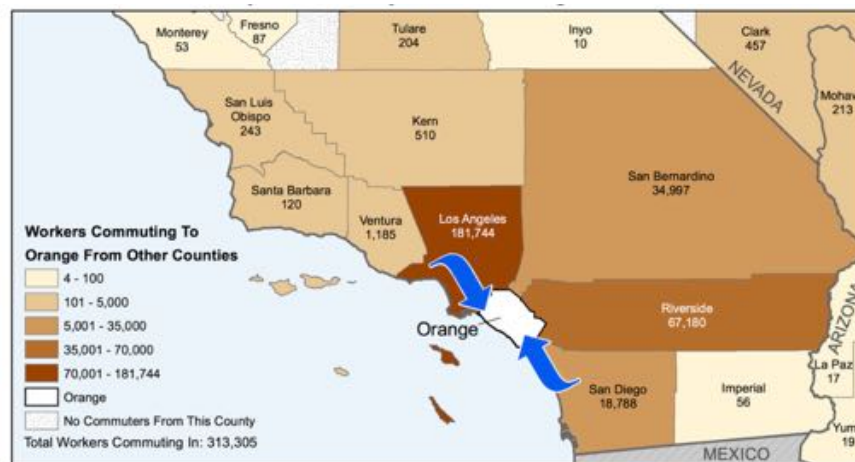 Monterey
53
Fresno
87
Tulare
204
Inyo
10
Clark
457
NEVADA
Mohav
213
San Luis
Obispo
243
Kern
510
San Bernardino
34,997
Santa Barbara
120
Ventura
1,185
Los Angeles
181,744
Workers Commuting To
Orange From Other Counties
4 - 100
101 - 5,000
5,001 - 35,000
35,001 - 70,000
70,001 - 181,744
Orange
No Commuters From This County
Total Workers Commuting In: 313,305
Orange
Riverside
67,180
ARIZONA
La Paz
17
San Diego
18,788
Imperial
56
Yum
19
MEXICO